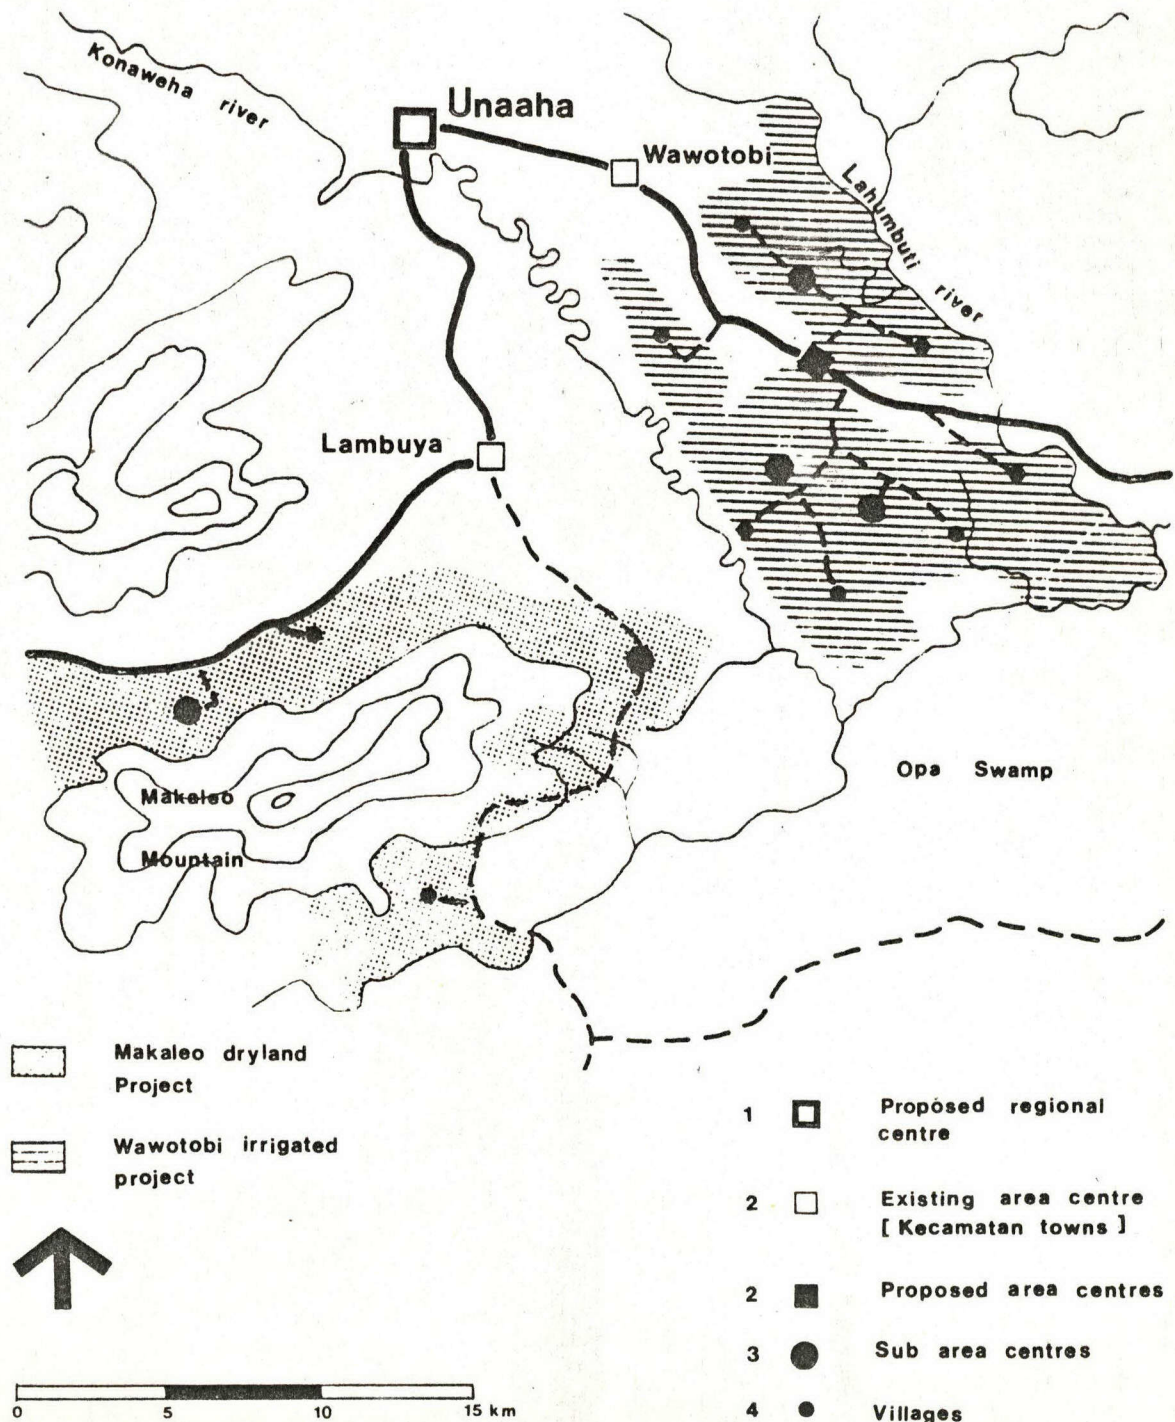 Konaweha river
Unaaha
Wawotobi
Lahumbuti river
Lambuya
Opa Swamp
Makaleo
Mountain
Makaleo dryland
Project
Wawotobi irrigated
project
0 5 10 15 km
1 Proposed regional
centre
2 Existing area centre
[ Kecamatan towns ]
2 Proposed area centres
3 Sub area centres
4 Villages